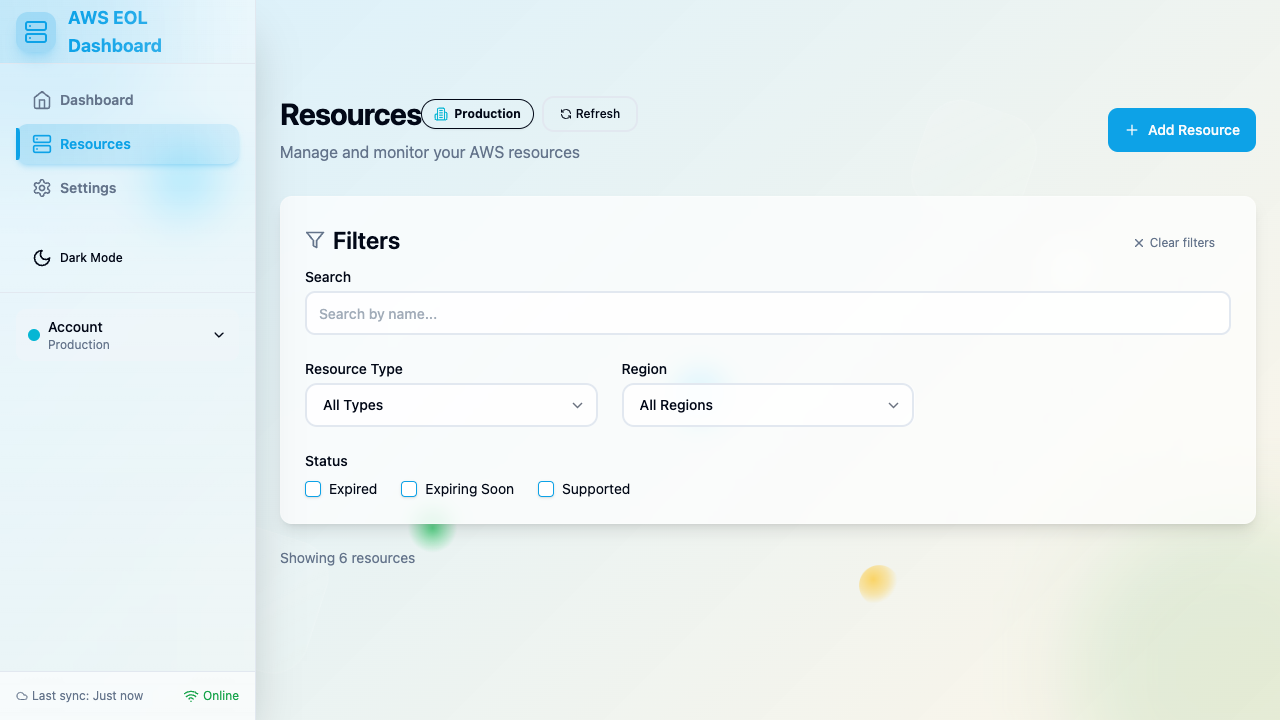 AWS EOL
Dashboard
Dashboard
Resources
Settings
Dark Mode
Account
Production
Last sync: Just now
Online
Resources
Production
Refresh
Manage and monitor your AWS resources
Add Resource
Filters
Clear filters
Search
Search by name...
Resource Type
Region
All Types
All Regions
Status
Expired
Expiring Soon
Supported
Showing 6 resources